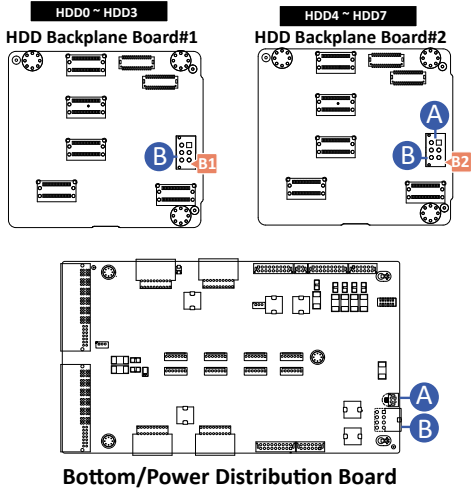 HDD0 ~ HDD3
HDD Backplane Board#1
B
B1
HDD4 ~ HDD7
HDD Backplane Board#2
A
B
B2
A
B
Bottom/Power Distribution Board